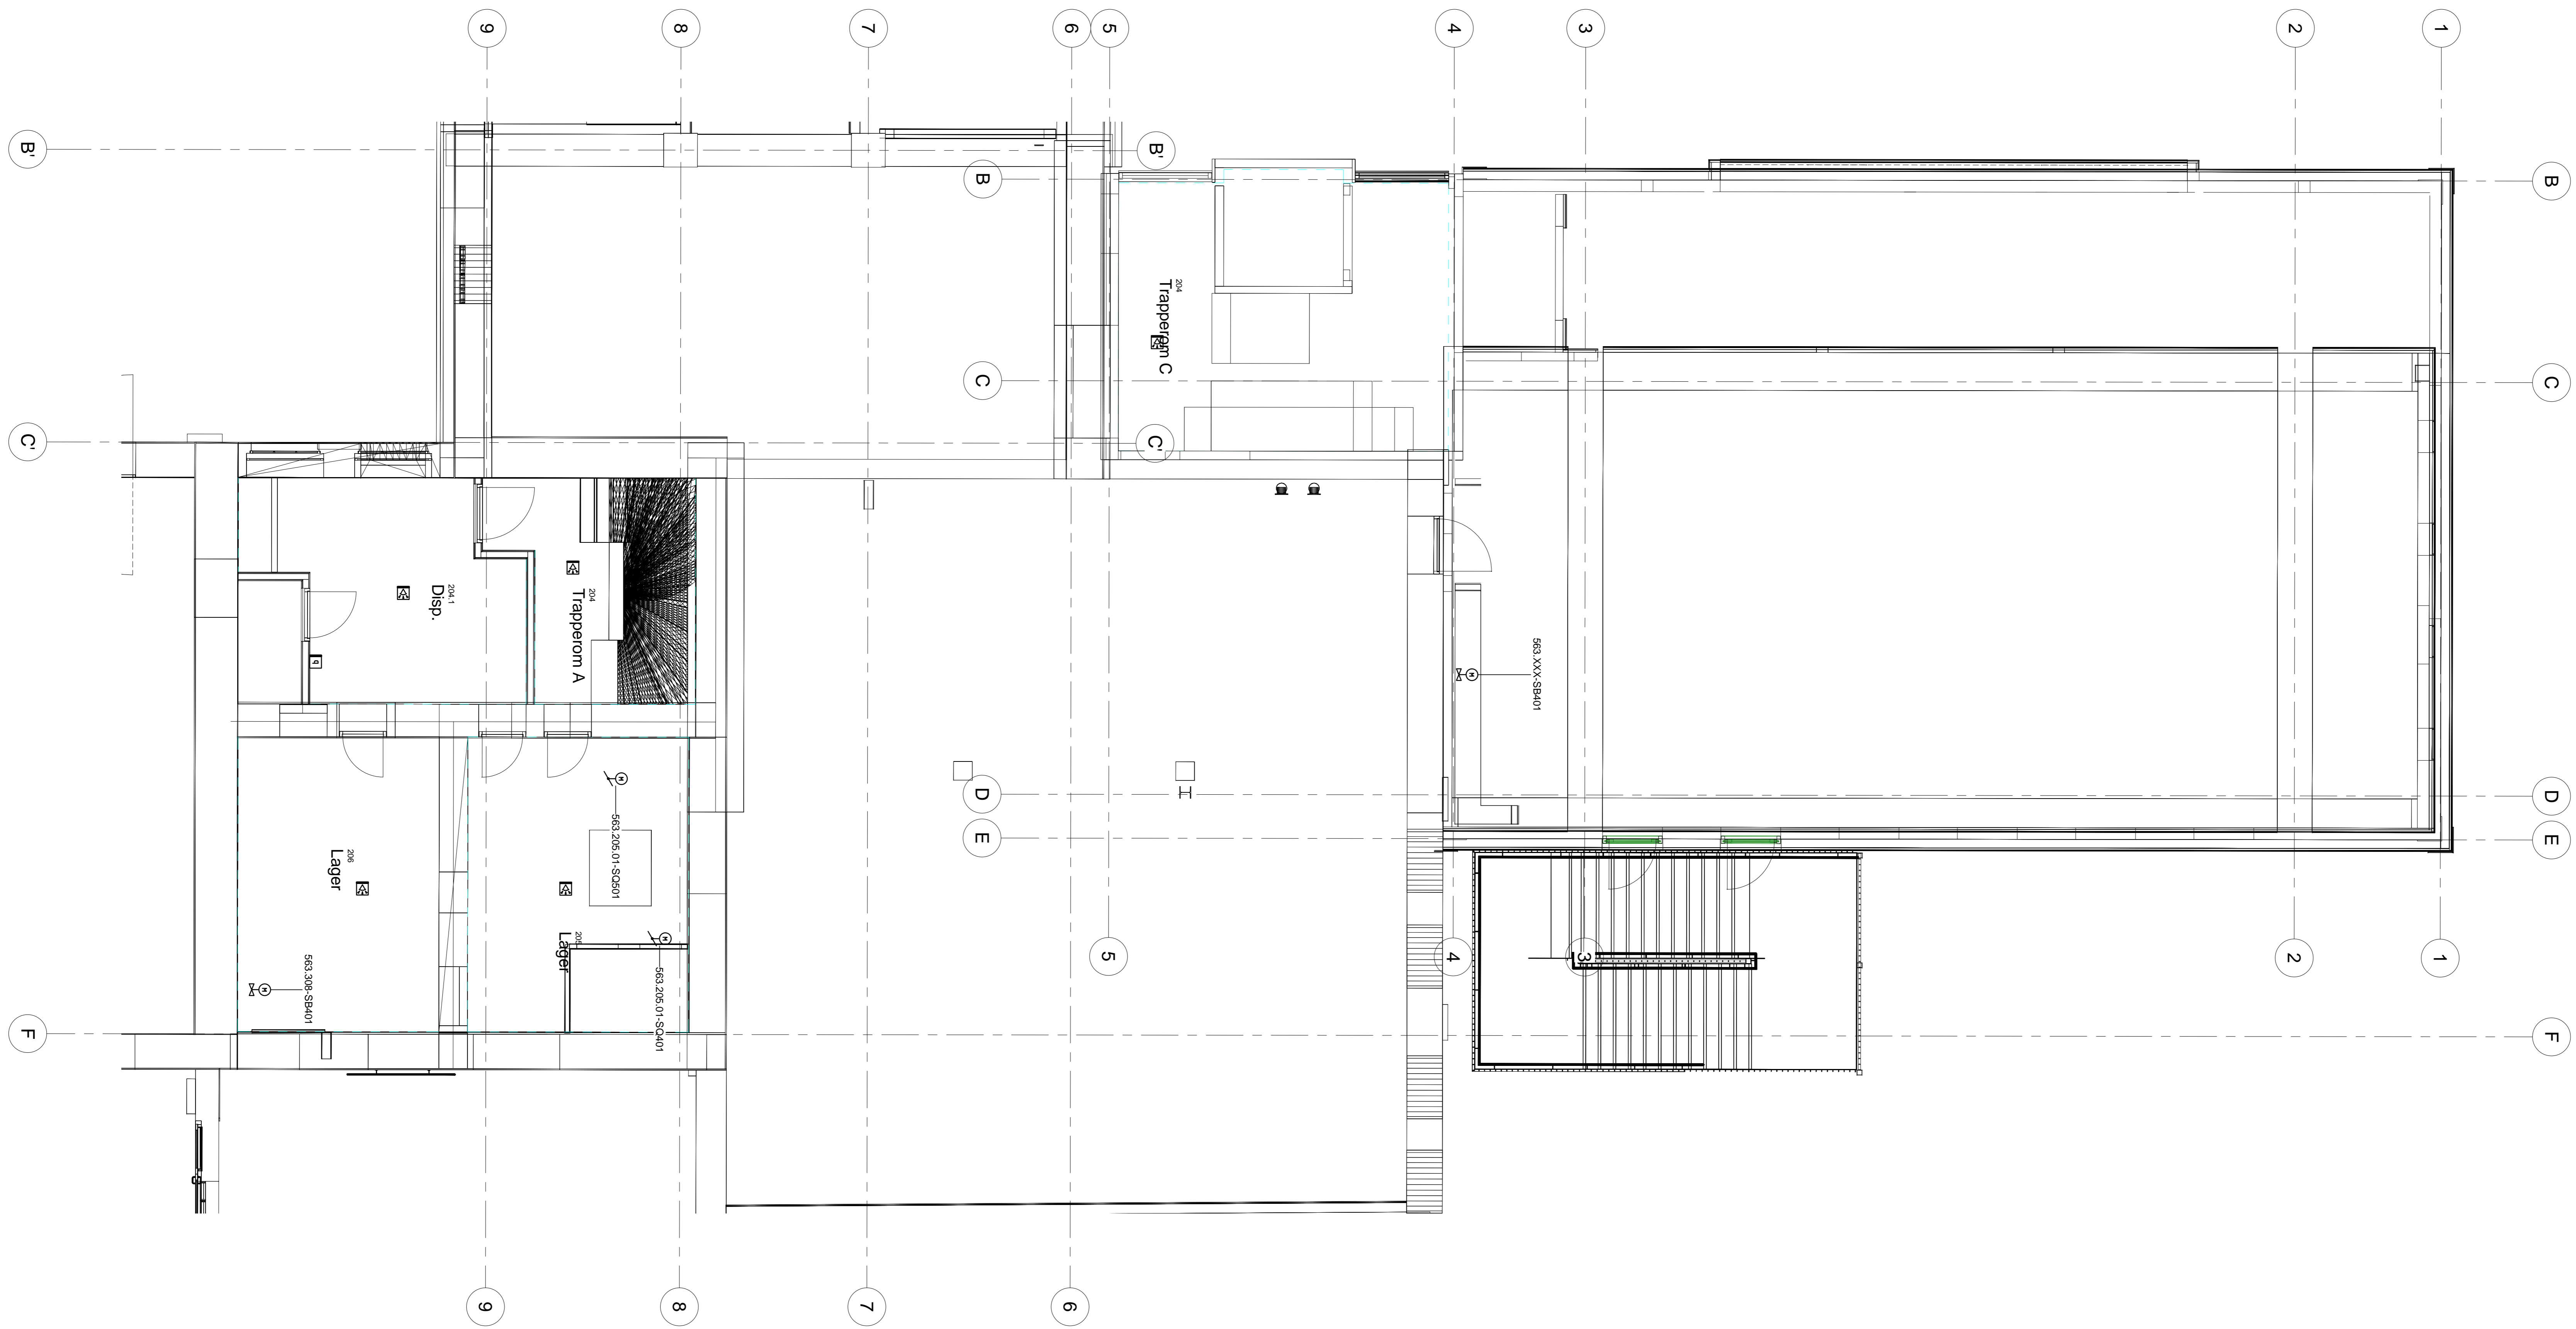 9
8
7
6
5
4
3
2
1
B'
B'
B
B
C
C
C'
C'
204
Trapperom C
204.1
Disp.
204
Trapperom A
563.XXX-SB401
M
q
D
D
E
E
M
563.205.01-SQ501
206
Lager
205
Lager
M
563.205.01-SQ401
563.308-SB401
M
5
4
3
2
1
F
F
9
8
7
6